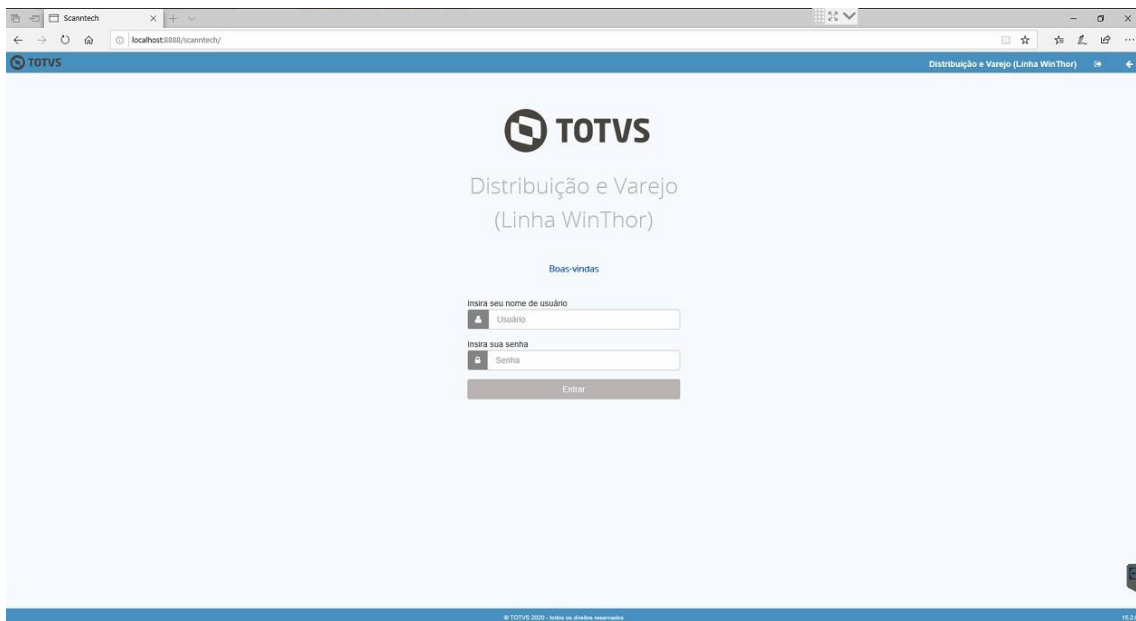 Scanntech
localhost:8888/scanntech/
TOTVS
Distribuição e Varejo (Linha WinThor)
TOTVS
Distribuição e Varejo
(Linha WinThor)
Boas-vindas
Insira seu nome de usuário
Usuário
Insira sua senha
Senha
Entrar
© TOTVS 2020 - todos os direitos reservados